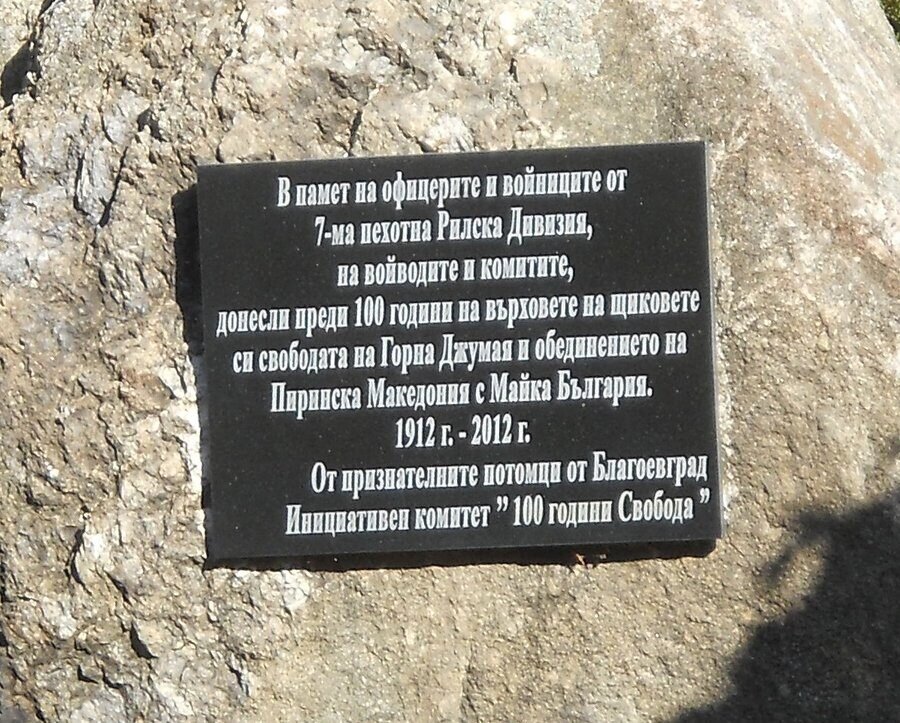 В памет на офицерите и войниците от
7-ма пехотна Рилска Дивизия,
на войводите и комитите,
донесли преди 100 години на върховете на щиковете
си свободата на Горна Джумая и обединението на
Пиринска Македония с Майка България.
1912 г. - 2012 г.
От признателните потомци от Благоевград
Инициативен комитет ” 100 години Свобода ”